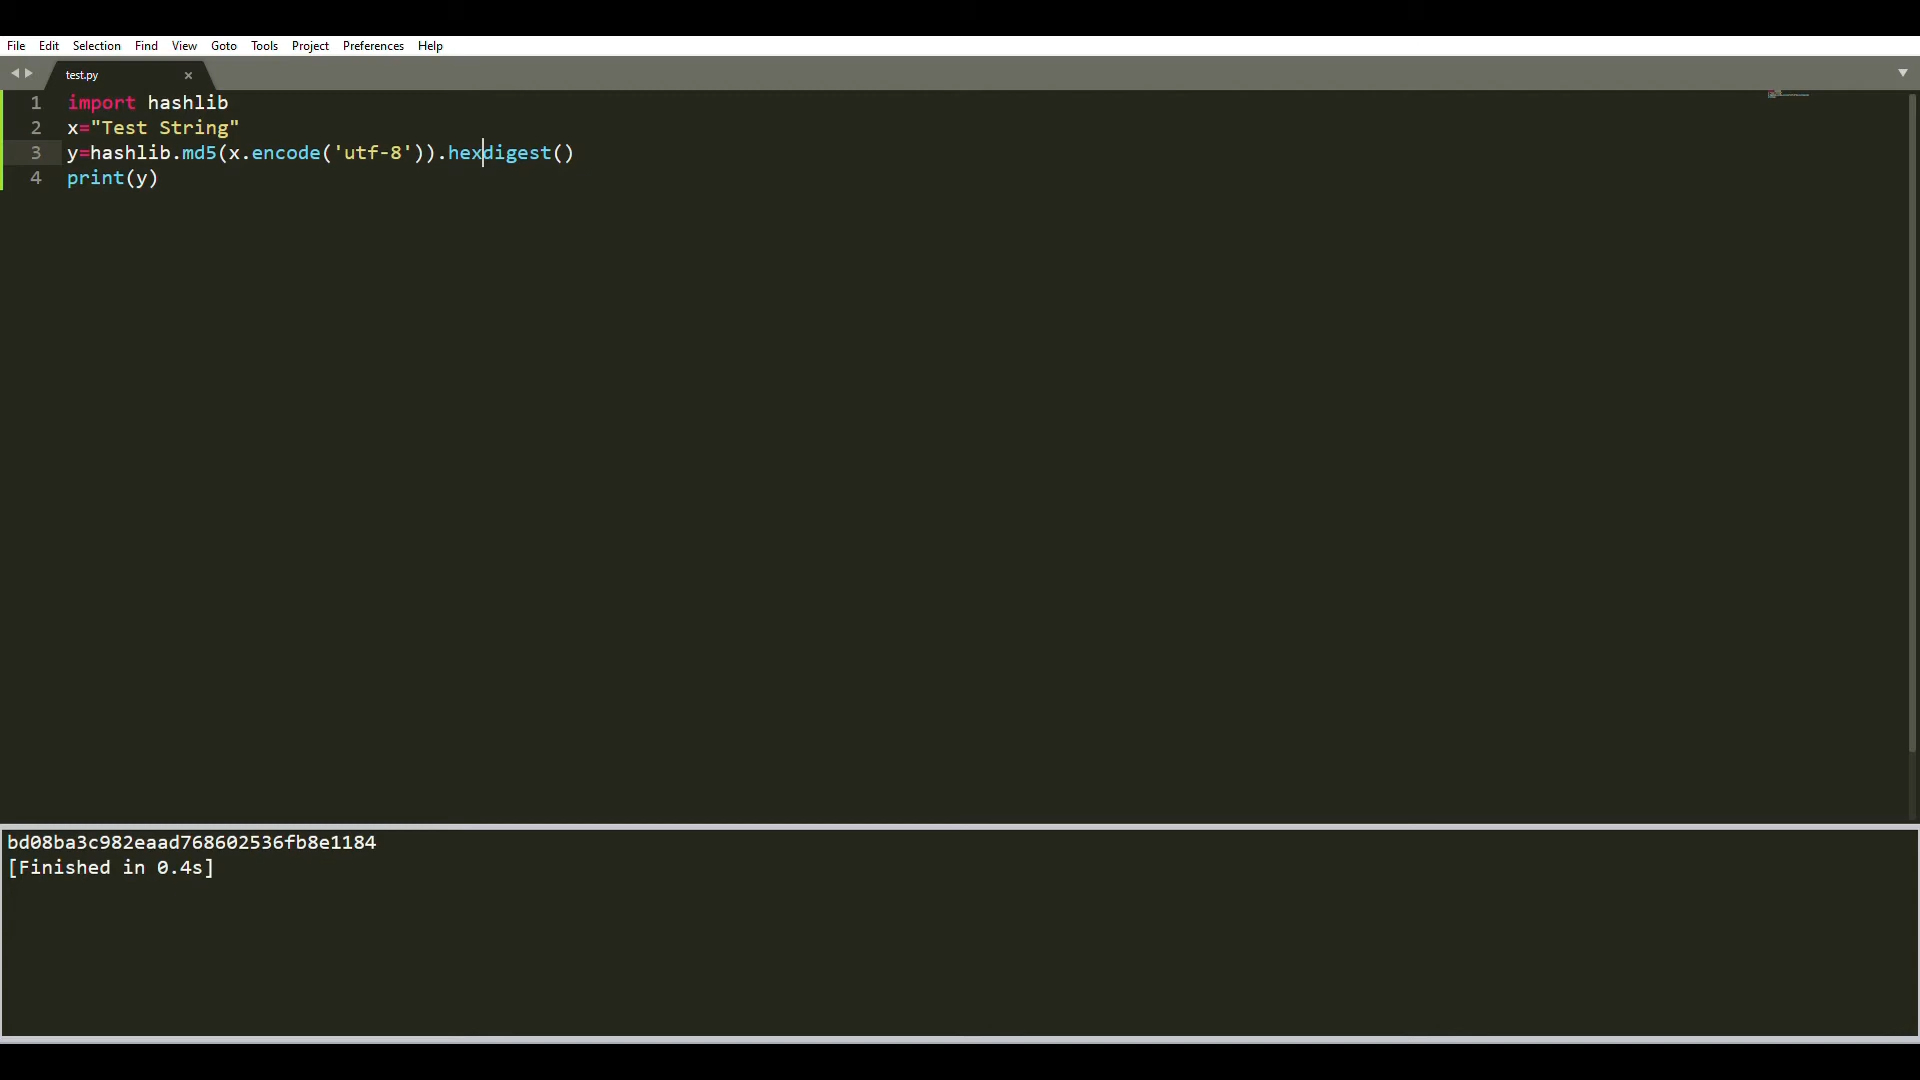 File Edit Selection Find View Goto Tools Project Preferences Help
test.py ×
1 import hashlib
2 x="Test String"
3 y=hashlib.md5(x.encode('utf-8')).hexdigest()
4 print(y)
bd08ba3c982eaad768602536fb8e1184
[Finished in 0.4s]